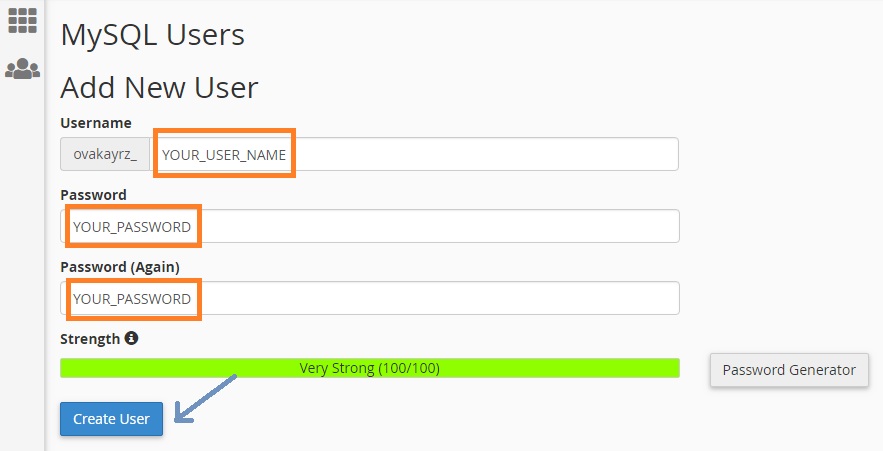 MySQL Users
Add New User
Username
ovakayrz_ YOUR_USER_NAME
Password
YOUR_PASSWORD
Password (Again)
YOUR_PASSWORD
Strength
Very Strong (100/100)
Password Generator
Create User